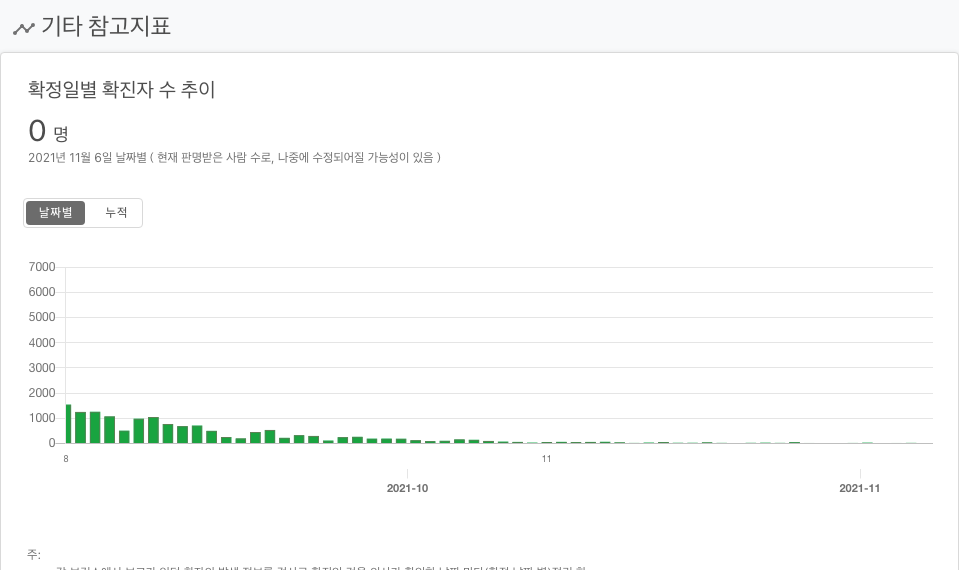 기타 참고지표
확정일별 확진자 수 추이
0 명
2021년 11월 6일 날짜별 ( 현재 판명받은 사람 수로, 나중에 수정되어질 가능성이 있음 )
날짜별 누적
7000
6000
5000
4000
3000
2000
1000
0
8 11
2021-10 2021-11
주: